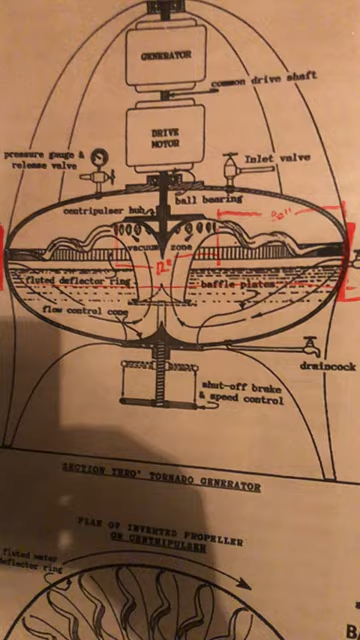 GENERATOR
common drive shaft
DRIVE
MOTOR
pressure gauge &
release valve
Inlet valve
ball bearing
centripulser hub
20"
vacuum zone
12"
fluted deflector ring
baffle plates
flow control cone
draincock
shut-off brake
& speed control
SECTION THRO' TORNADO GENERATOR
PLAN OF INVERTED PROPELLER
OR CENTRIPULSER
fluted water
deflector ring
B